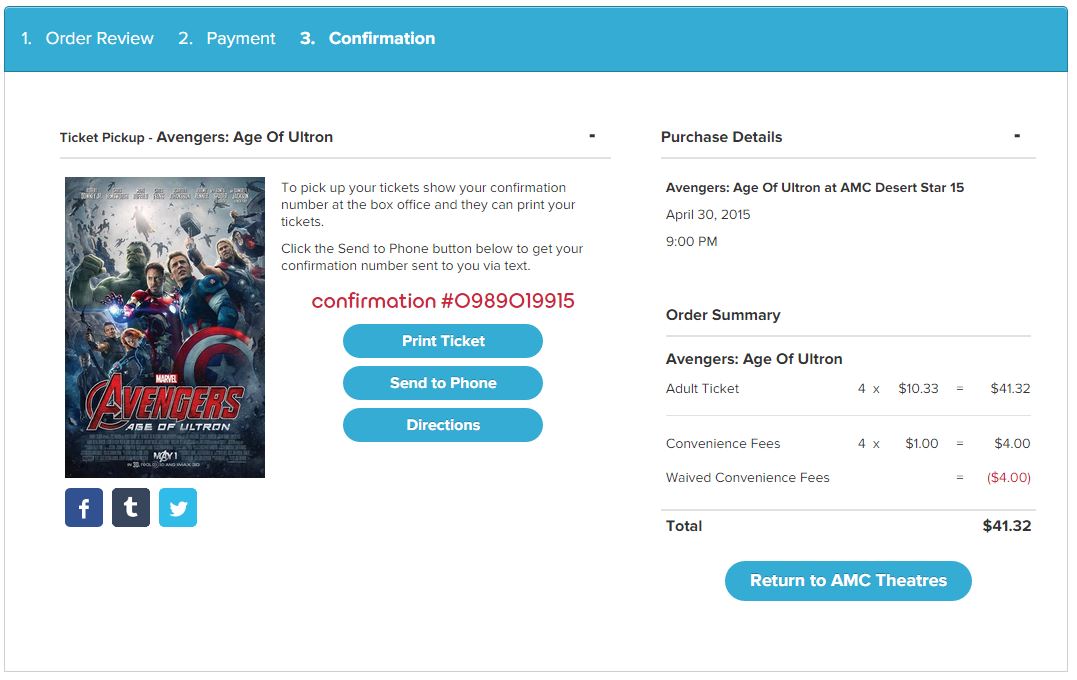 1. Order Review 2. Payment 3. Confirmation
Ticket Pickup - Avengers: Age Of Ultron -
To pick up your tickets show your confirmation
number at the box office and they can print your
tickets.
Click the Send to Phone button below to get your
confirmation number sent to you via text.
confirmation #0989019915
Print Ticket
Send to Phone
Directions
MARVEL
AVENGERS
AGE OF ULTRON
MAY 1
Purchase Details -
Avengers: Age Of Ultron at AMC Desert Star 15
April 30, 2015
9:00 PM
Order Summary
Avengers: Age Of Ultron
Adult Ticket 4 x $10.33 = $41.32
Convenience Fees 4 x $1.00 = $4.00
Waived Convenience Fees = ($4.00)
Total $41.32
Return to AMC Theatres